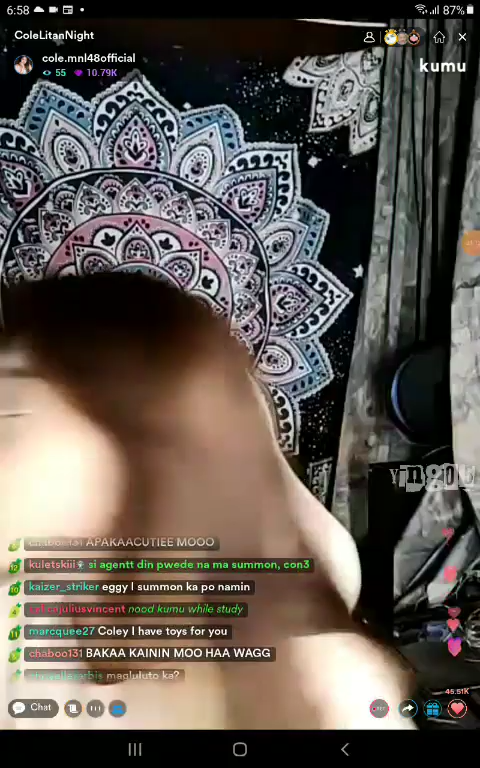 6:58
87%
ColeLitanNight
cole.mnl48official
55 10.79K
kumu
APAKAACUTIEE MOOO
kuletskiii si agentt din pwede na ma summon, con3
kaizer_striker eggy I summon ka po namin
nood kumu while study
marcquee27 Coley I have toys for you
chaboo131 BAKAA KAININ MOO HAA WAGG
magluluto ka?
45.51K
Chat